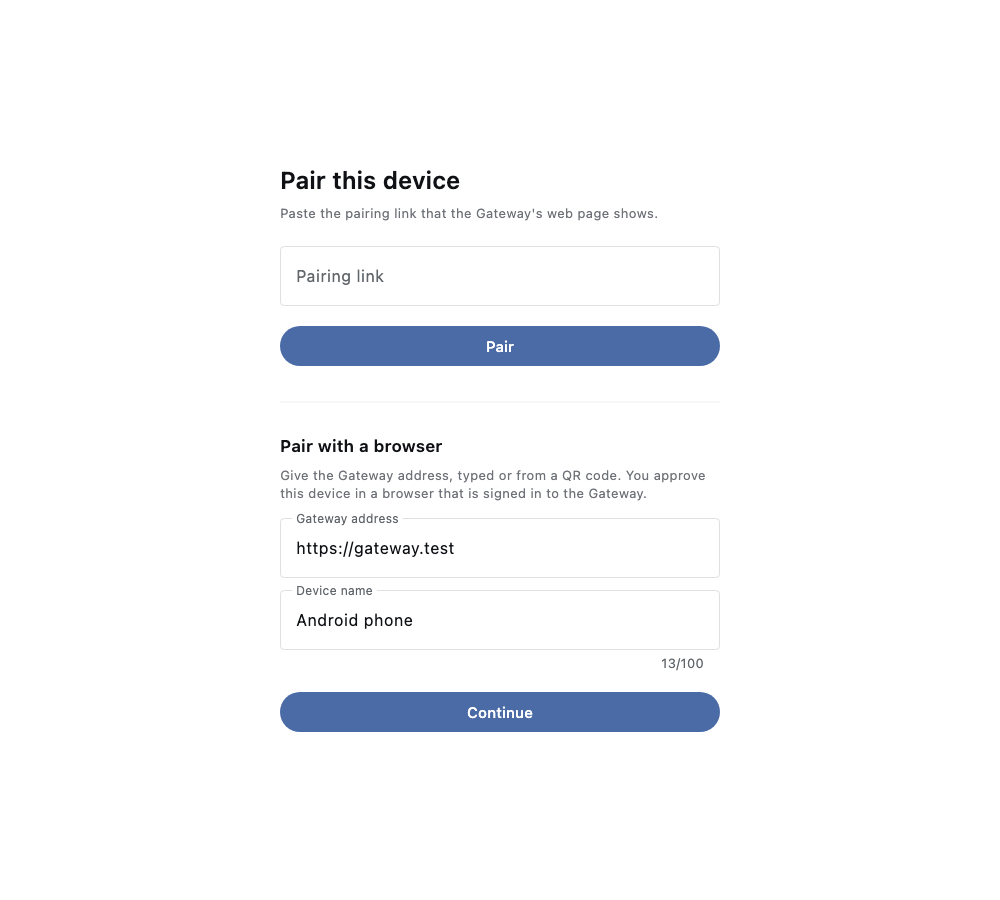 Pair this device
Paste the pairing link that the Gateway's web page shows.
Pairing link
Pair
Pair with a browser
Give the Gateway address, typed or from a QR code. You approve
this device in a browser that is signed in to the Gateway.
Gateway address
https://gateway.test
Device name
Android phone
13/100
Continue